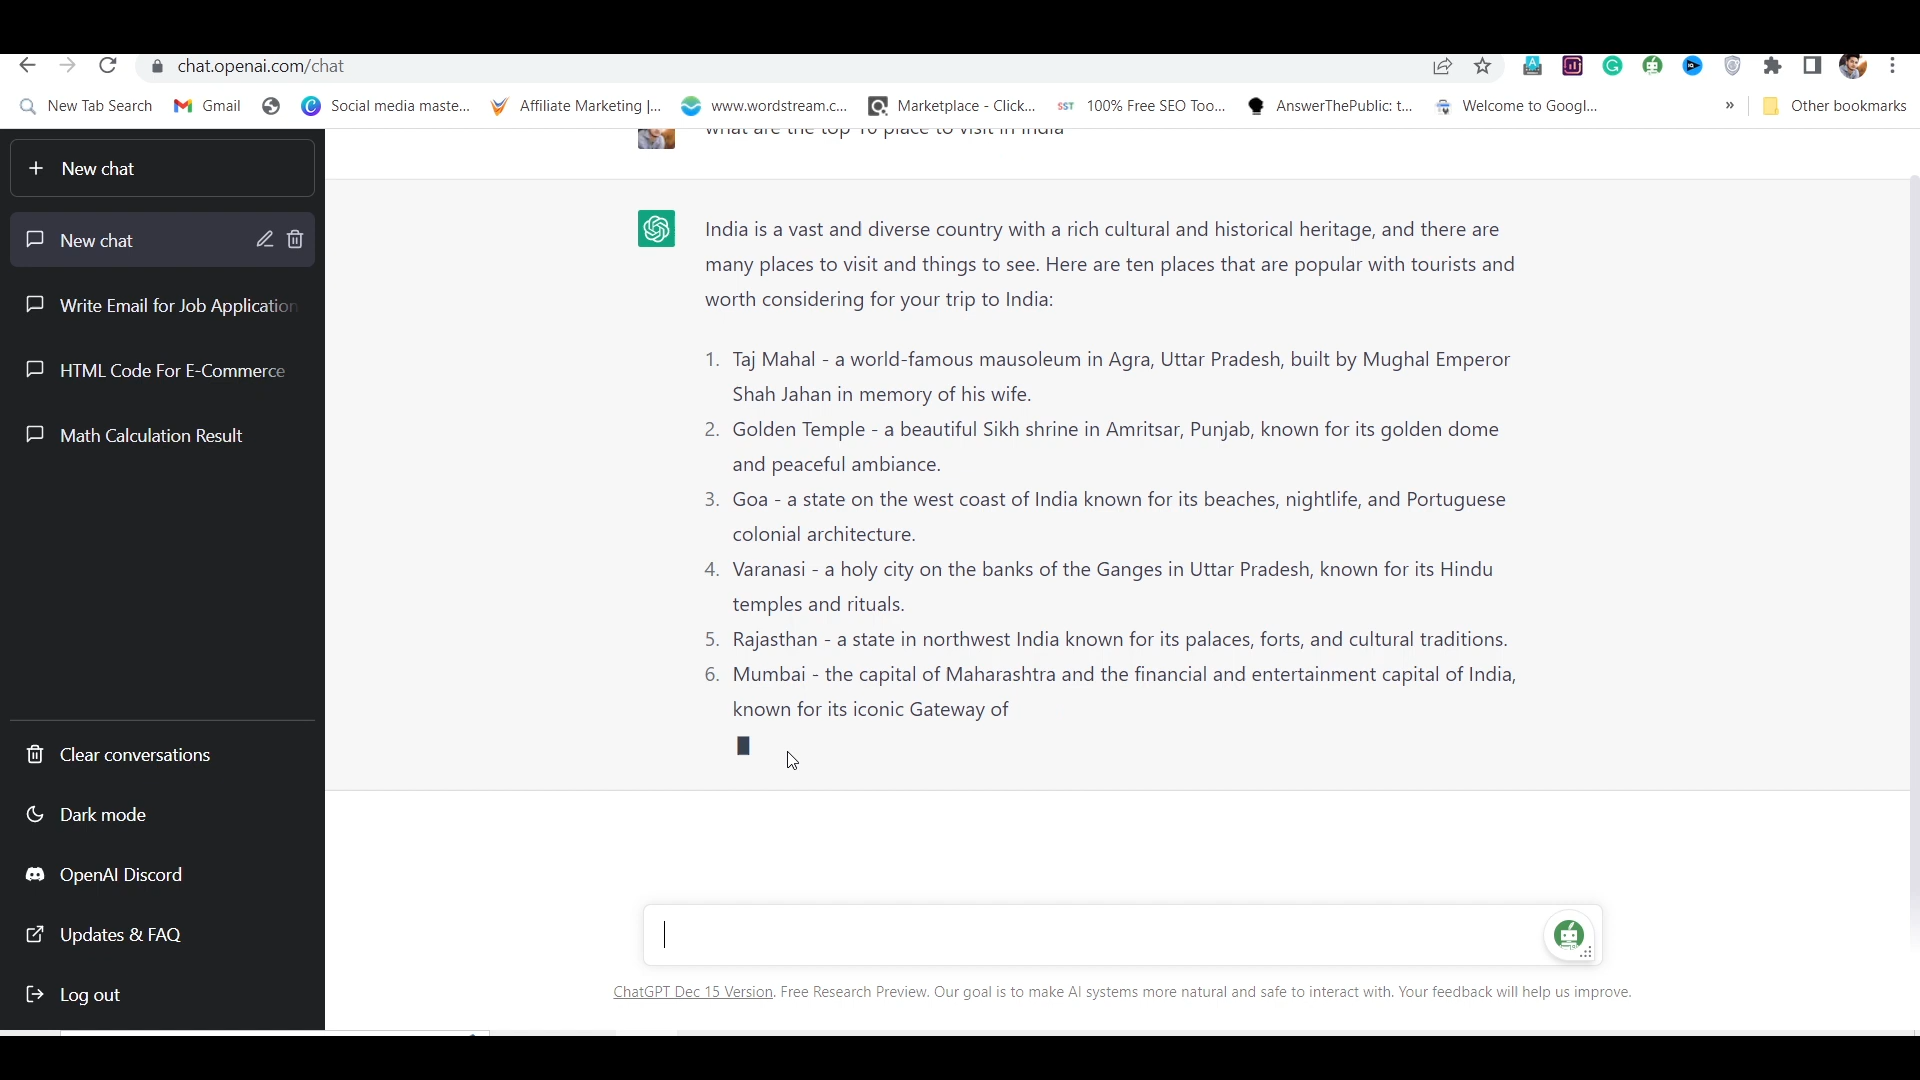 chat.openai.com/chat
New Tab Search Gmail Social media maste... Affiliate Marketing |... www.wordstream.c... Marketplace - Click... SST 100% Free SEO Too... AnswerThePublic: t... Welcome to Googl... » Other bookmarks
what are the top 10 place to visit in india
New chat
New chat
Write Email for Job Application
HTML Code For E-Commerce
Math Calculation Result
Clear conversations
Dark mode
OpenAI Discord
Updates & FAQ
Log out
India is a vast and diverse country with a rich cultural and historical heritage, and there are
many places to visit and things to see. Here are ten places that are popular with tourists and
worth considering for your trip to India:
1. Taj Mahal - a world-famous mausoleum in Agra, Uttar Pradesh, built by Mughal Emperor
Shah Jahan in memory of his wife.
2. Golden Temple - a beautiful Sikh shrine in Amritsar, Punjab, known for its golden dome
and peaceful ambiance.
3. Goa - a state on the west coast of India known for its beaches, nightlife, and Portuguese
colonial architecture.
4. Varanasi - a holy city on the banks of the Ganges in Uttar Pradesh, known for its Hindu
temples and rituals.
5. Rajasthan - a state in northwest India known for its palaces, forts, and cultural traditions.
6. Mumbai - the capital of Maharashtra and the financial and entertainment capital of India,
known for its iconic Gateway of
ChatGPT Dec 15 Version. Free Research Preview. Our goal is to make AI systems more natural and safe to interact with. Your feedback will help us improve.